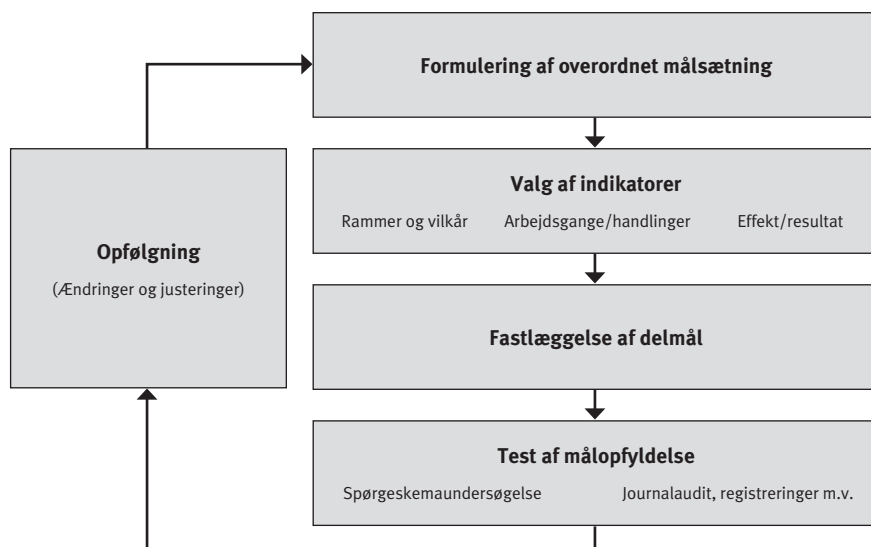 Formulering af overordnet målsætning
Valg af indikatorer
Rammer og vilkår Arbejdsgange/handlinger Effekt/resultat
Opfølgning
(Ændringer og justeringer)
Fastlæggelse af delmål
Test af målopfyldelse
Spørgeskemaundersøgelse Journalaudit, registreringer m.v.